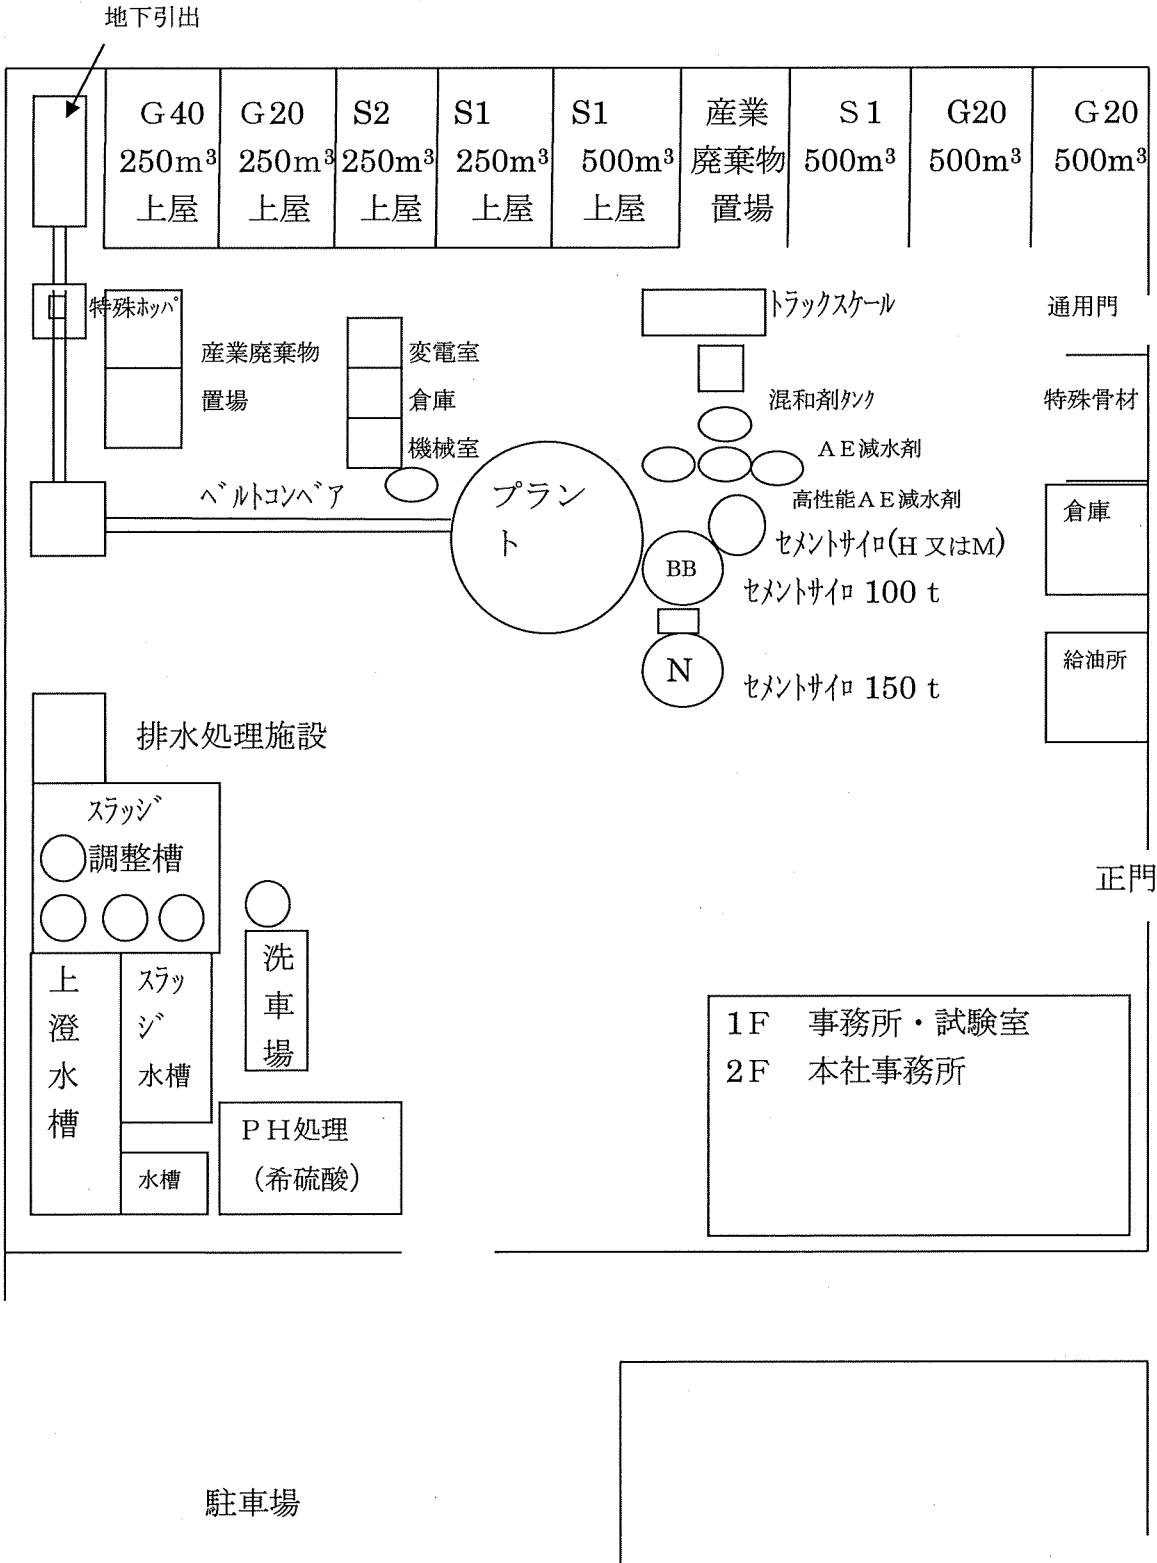 地下引出
G40 G20 S2 S1 S1 産業 S1 G20 G20
250m³ 250m³ 250m³ 250m³ 500m³ 廃棄物 500m³ 500m³ 500m³
上屋 上屋 上屋 上屋 上屋 置場
特殊ﾎｯﾊﾟ
トラックスケール
通用門
産業廃棄物
置場
変電室
倉庫
機械室
混和剤ﾀﾝｸ
特殊骨材
AE減水剤
高性能AE減水剤
ﾍﾞﾙﾄｺﾝﾍﾞｱ
プラン
ト
倉庫
ｾﾒﾝﾄｻｲﾛ(H 又はM)
BB
ｾﾒﾝﾄｻｲﾛ 100 t
N
ｾﾒﾝﾄｻｲﾛ 150 t
給油所
排水処理施設
ｽﾗｯｼﾞ
調整槽
正門
洗
車
場
上
澄
水
槽
ｽﾗｯ
ｼﾞ
水槽
水槽
PH処理
(希硫酸)
1F 事務所・試験室
2F 本社事務所
駐車場